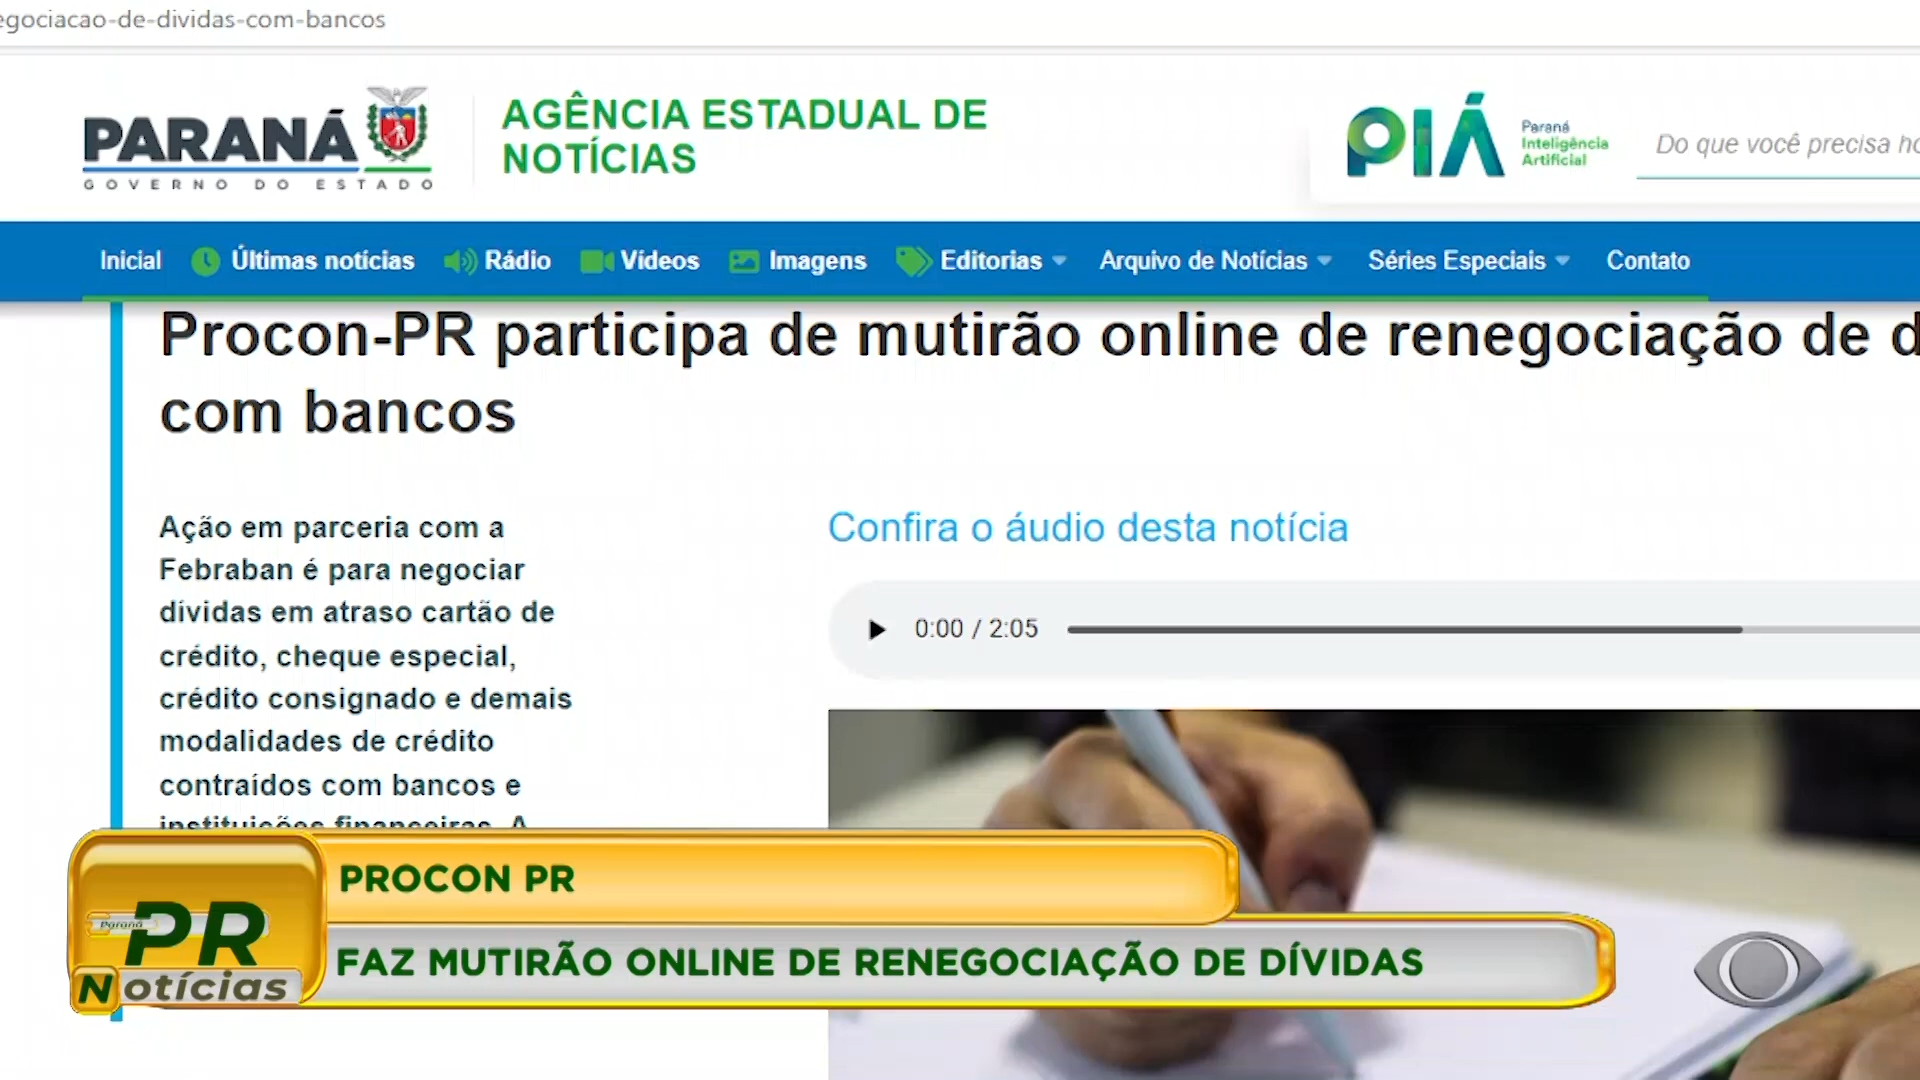 egociacao-de-dividas-com-bancos
PARANÁ
GOVERNO DO ESTADO
AGÊNCIA ESTADUAL DE
NOTÍCIAS
PIÁ
Paraná
Inteligência
Artificial
Do que você precisa
Inicial Últimas notícias Rádio Vídeos Imagens Editorias Arquivo de Notícias Séries Especiais Contato
Procon-PR participa de mutirão online de renegociação de d
com bancos
Ação em parceria com a
Febraban é para negociar
dívidas em atraso cartão de
crédito, cheque especial,
crédito consignado e demais
modalidades de crédito
contraídos com bancos e
instituições financeiras. A
Confira o áudio desta notícia
0:00 / 2:05
PROCON PR
FAZ MUTIRÃO ONLINE DE RENEGOCIAÇÃO DE DÍVIDAS
Paraná
PR
Notícias